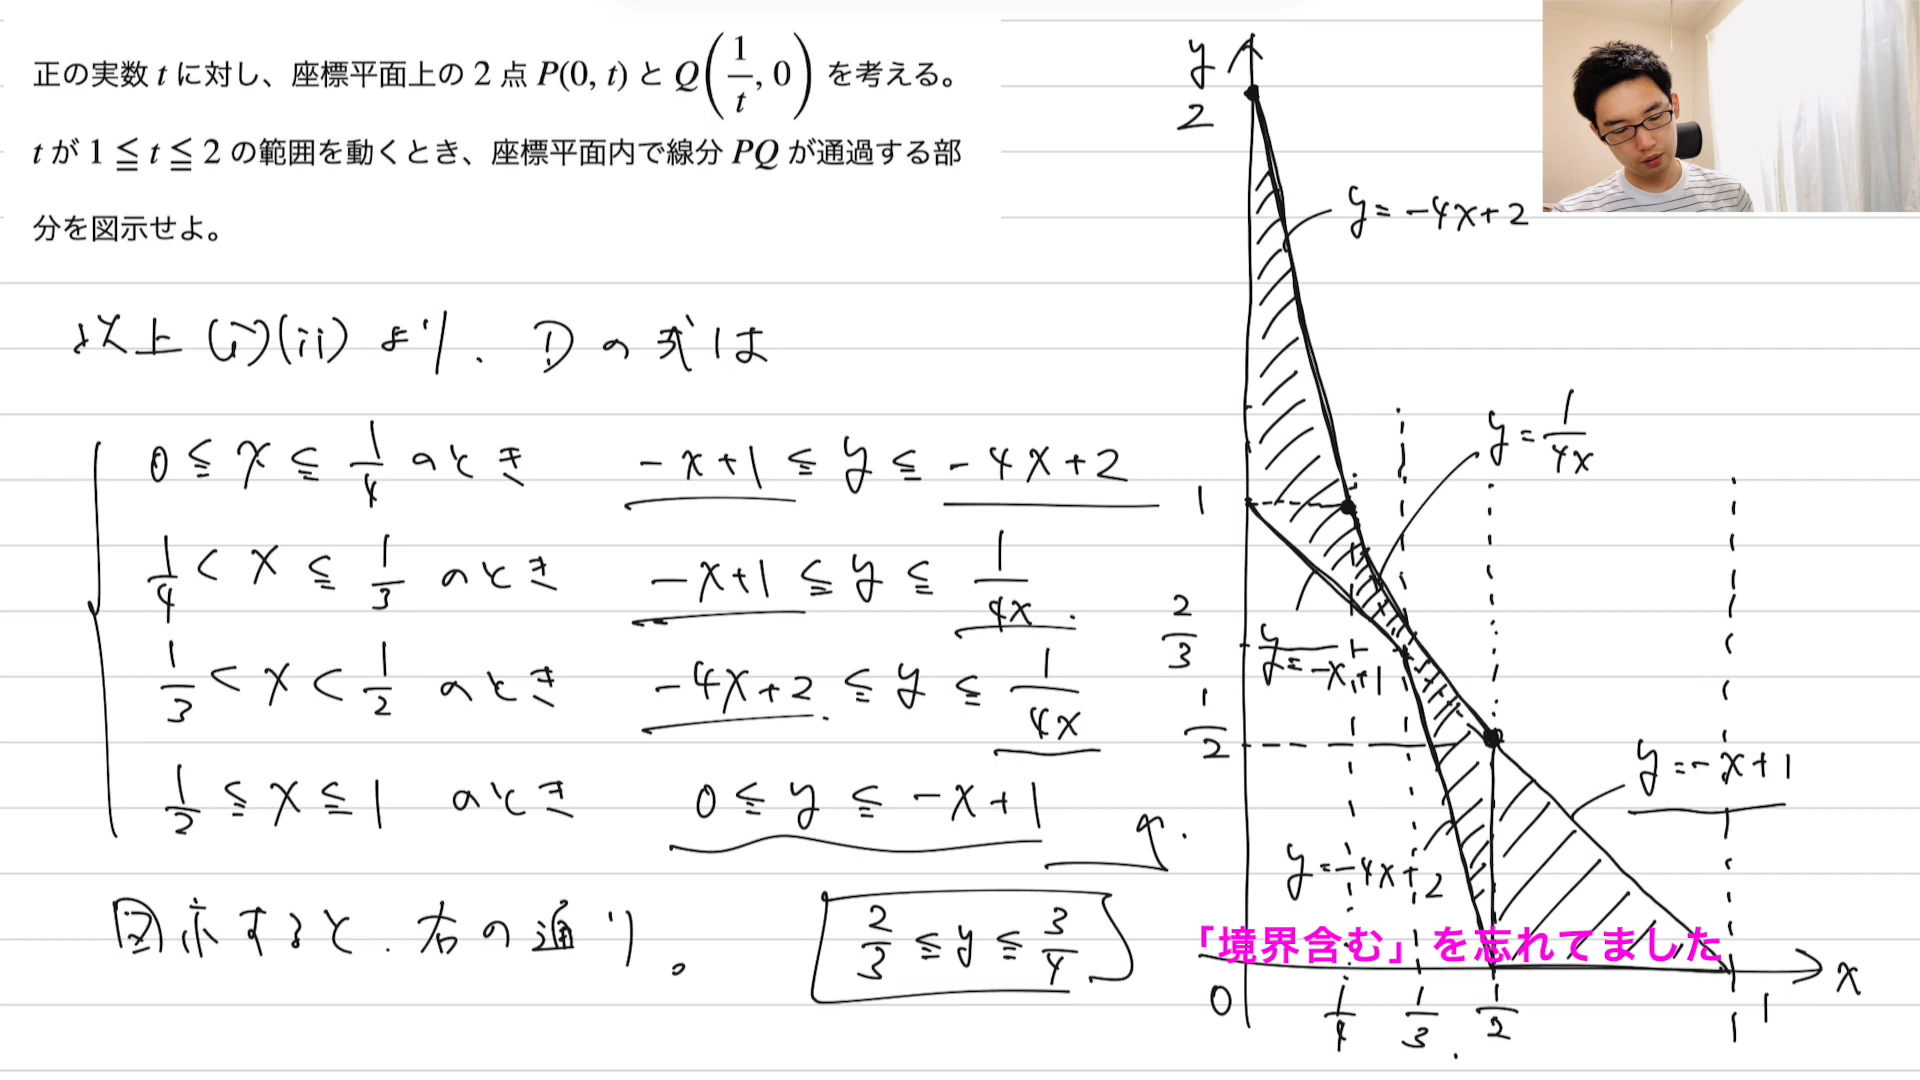 正の実数 t に対し、座標平面上の 2 点 P(0, t) と Q(1/t, 0) を考える。
t が 1 ≦ t ≦ 2 の範囲を動くとき、座標平面内で線分 PQ が通過する部
分を図示せよ。
以上 (i)(ii) より. D の式は
0 ≦ x ≦ 1/4 のとき -x+1 ≦ y ≦ -4x+2
1/4 < x ≦ 1/3 のとき -x+1 ≦ y ≦ 1/4x.
1/3 < x < 1/2 のとき -4x+2. ≦ y ≦ 1/4x
1/2 ≦ x ≦ 1 のとき 0 ≦ y ≦ -x+1
図示すると. 右の通り。
2/3 ≦ y ≦ 3/4
y
2
y = -4x+2
y = 1/4x
1
2/3
y = -x+1
1/2
y = -x+1
y = -4x+2
「境界含む」を忘れてました
0
1/4
1/3
1/2
1
x